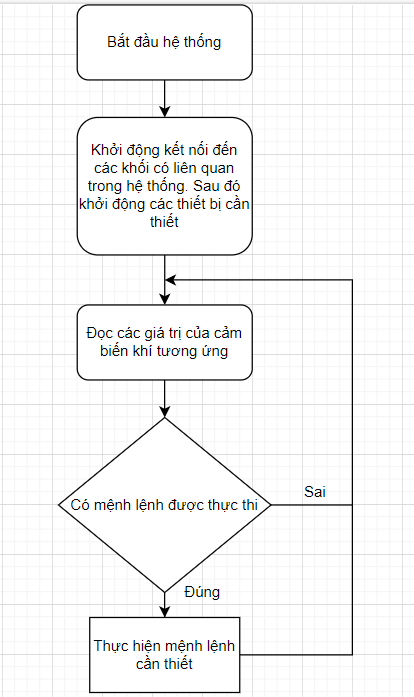 Bắt đầu hệ thống
Khởi động kết nối đến
các khối có liên quan
trong hệ thống. Sau đó
khởi động các thiết bị cần
thiết
Đọc các giá trị của cảm
biến khí tương ứng
Có mệnh lệnh được thực thi
Sai
Đúng
Thực hiện mệnh lệnh
cần thiết